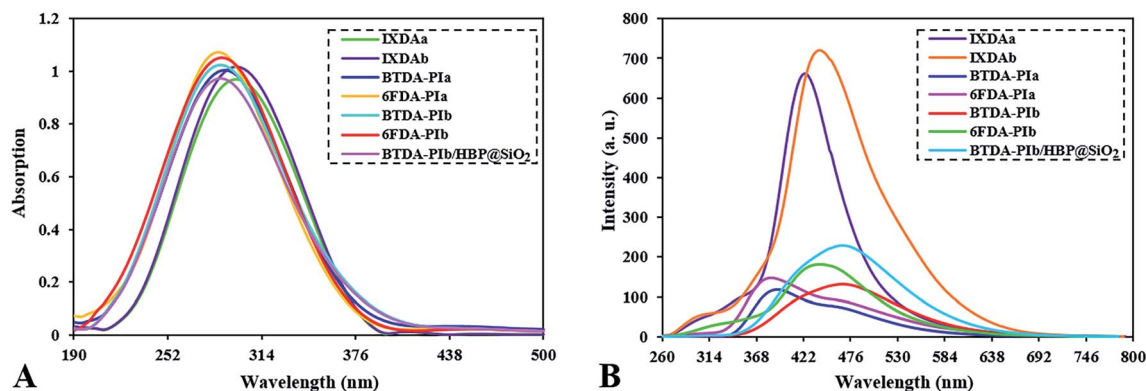 1.2
1
0.8
0.6
0.4
0.2
0
Absorption
IXDAa
IXDAb
BTDA-PIa
6FDA-PIa
BTDA-PIb
6FDA-PIb
BTDA-PIb/HBP@SiO₂
190 252 314 376 438 500
Wavelength (nm)
A
800
700
600
500
400
300
200
100
0
Intensity (a. u.)
IXDAa
IXDAb
BTDA-PIa
6FDA-PIa
BTDA-PIb
6FDA-PIb
BTDA-PIb/HBP@SiO₂
260 314 368 422 476 530 584 638 692 746 800
Wavelength (nm)
B